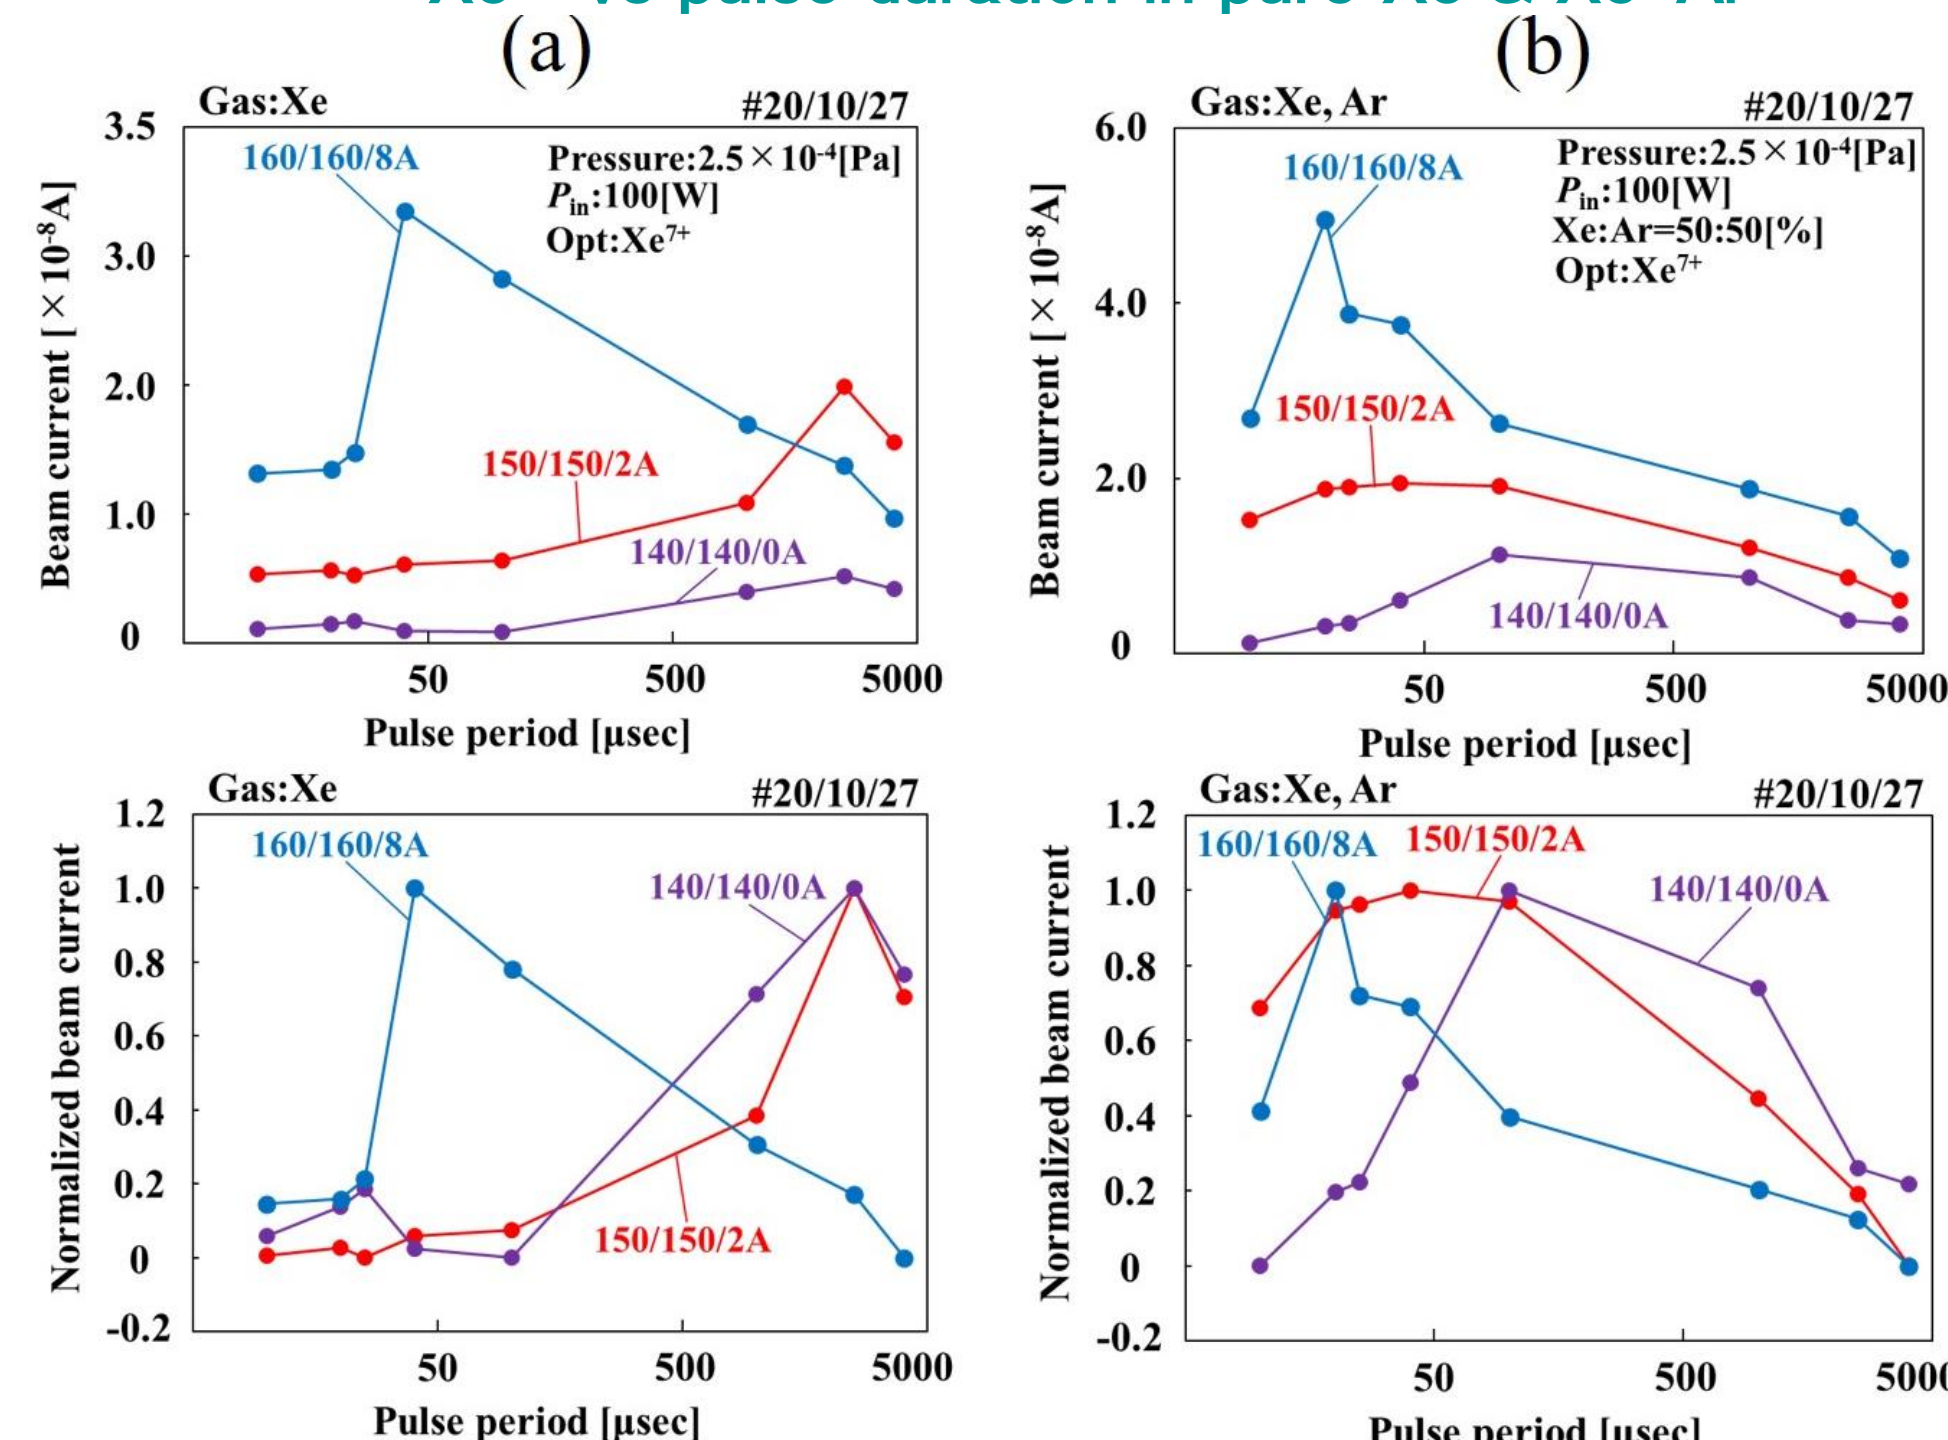 (a)
Gas:Xe
#20/10/27
3.5
3.0
2.0
1.0
0
160/160/8A
Pressure:2.5×10-4[Pa]
Pin:100[W]
Opt:Xe7+
150/150/2A
140/140/0A
Beam current [×10-8A]
50
500
5000
Pulse period [μsec]
(b)
Gas:Xe, Ar
#20/10/27
6.0
4.0
2.0
0
160/160/8A
Pressure:2.5×10-4[Pa]
Pin:100[W]
Xe:Ar=50:50[%]
Opt:Xe7+
150/150/2A
140/140/0A
Beam current [×10-8A]
50
500
5000
Pulse period [μsec]
Gas:Xe
#20/10/27
1.2
1.0
0.8
0.6
0.4
0.2
0
-0.2
160/160/8A
140/140/0A
150/150/2A
Normalized beam current
50
500
5000
Pulse period [μsec]
Gas:Xe, Ar
#20/10/27
1.2
1.0
0.8
0.6
0.4
0.2
0
-0.2
160/160/8A
150/150/2A
140/140/0A
Normalized beam current
50
500
5000
Pulse period [μsec]